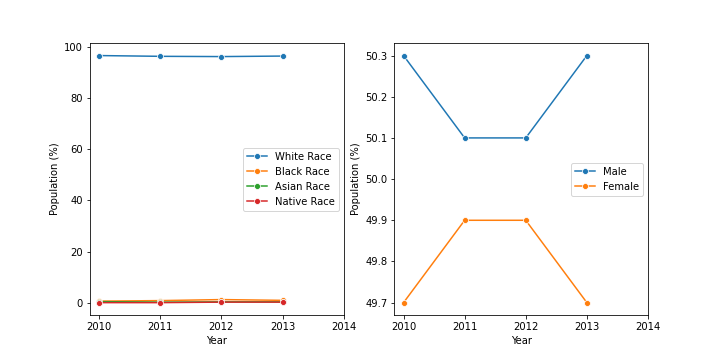 100
80
60
40
20
0
Population (%)
2010 2011 2012 2013 2014
Year
White Race
Black Race
Asian Race
Native Race
50.3
50.2
50.1
50.0
49.9
49.8
49.7
Population (%)
2010 2011 2012 2013 2014
Year
Male
Female